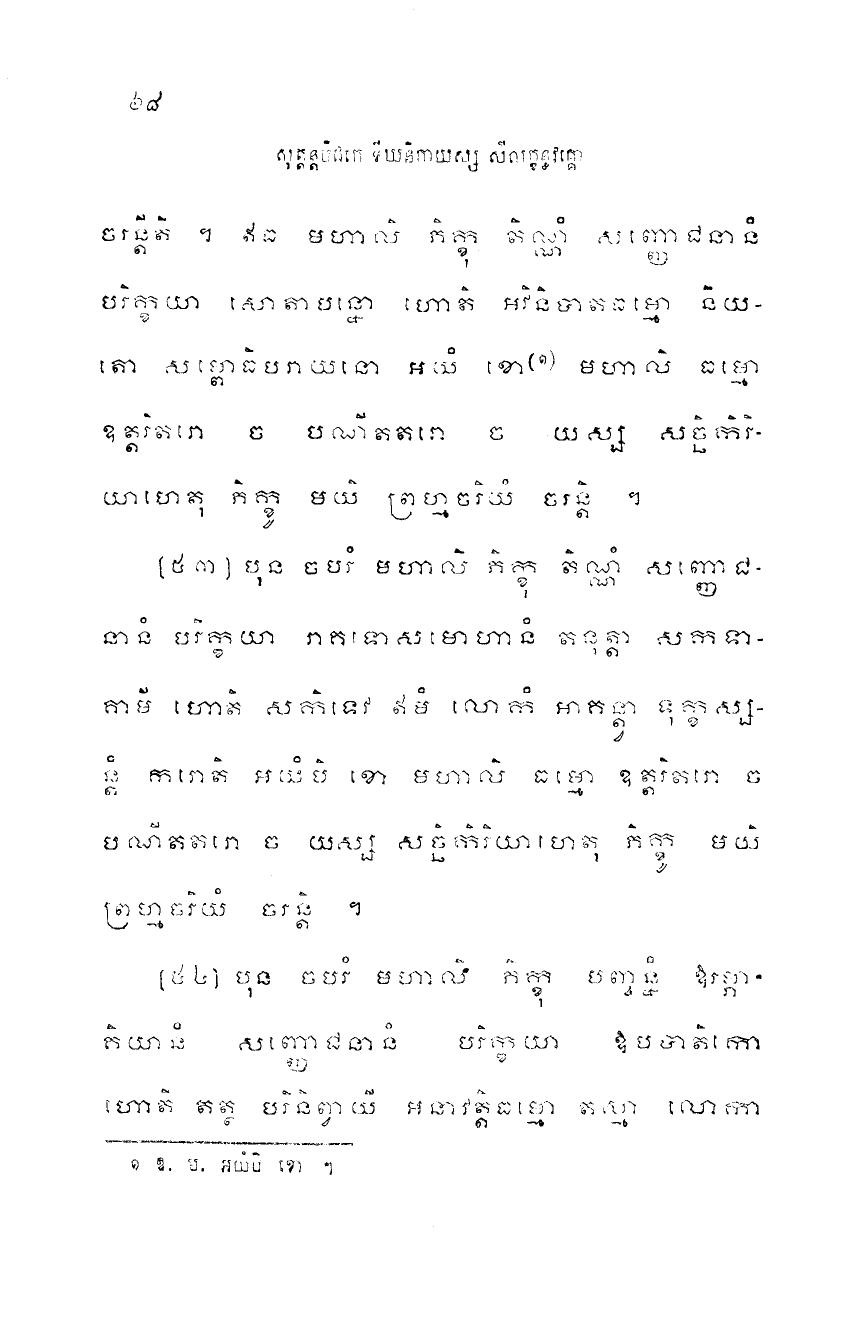 ៦៨
សុត្តន្តបិដកេ ទីឃនិកាយស្ស សីលក្ខន្ធវគ្គោ
ចរន្តីតិ ។ ឥធ មហាលិ ភិក្ខុ តិណ្ណំ សញ្ញោជនានំ
បរិក្ខយា សោតាបន្នោ ហោតិ អវិនិបាតធម្មោ និយ-
តោ សម្ពោធិបរាយនោ អយំ ខោ(១) មហាលិ ធម្មោ
ឧត្តរិតរោ ច បណីតតរោ ច យស្ស សច្ឆិកិរិ-
យាហេតុ ភិក្ខូ មយិ ព្រហ្មចរិយំ ចរន្តិ ។
[៥៣] បុន ចបរំ មហាលិ ភិក្ខុ តិណ្ណំ សញ្ញោជ-
នានំ បរិក្ខយា រាគទោសមោហានំ តនុត្តា សកទា-
គាមី ហោតិ សកិទេវ ឥមំ លោកំ អាគន្ត្វា ទុក្ខស្ស-
ន្តំ ករោតិ អយំបិ ខោ មហាលិ ធម្មោ ឧត្តរិតរោ ច
បណីតតរោ ច យស្ស សច្ឆិកិរិយាហេតុ ភិក្ខូ មយិ
ព្រហ្មចរិយំ ចរន្តិ ។
[៥៤] បុន ចបរំ មហាលិ ភិក្ខុ បញ្ចន្នំ ឱរម្ភា-
គិយានំ សញ្ញោជនានំ បរិក្ខយា ឱបបាតិកោ
ហោតិ តត្ថ បរិនិព្វាយី អនាវត្តិធម្មោ តស្មា លោកា
១ ឱ. ម. អយំបិ ខោ ។